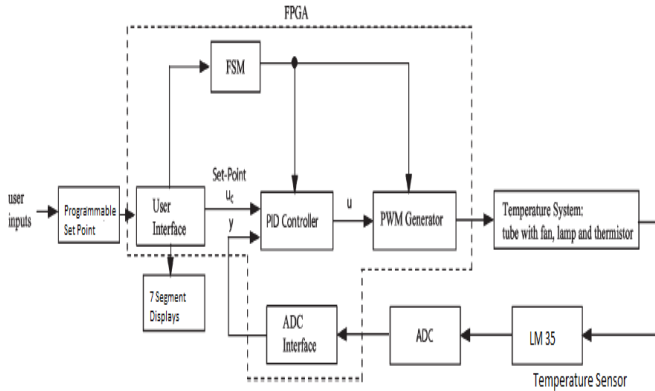 FPGA
FSM
Set-Point
uc
y
user
inputs
Programmable
Set Point
User
Interface
PID Controller
u
PWM Generator
Temperature System:
tube with fan, lamp and thermistor
7 Segment
Displays
ADC
Interface
ADC
LM 35
Temperature Sensor